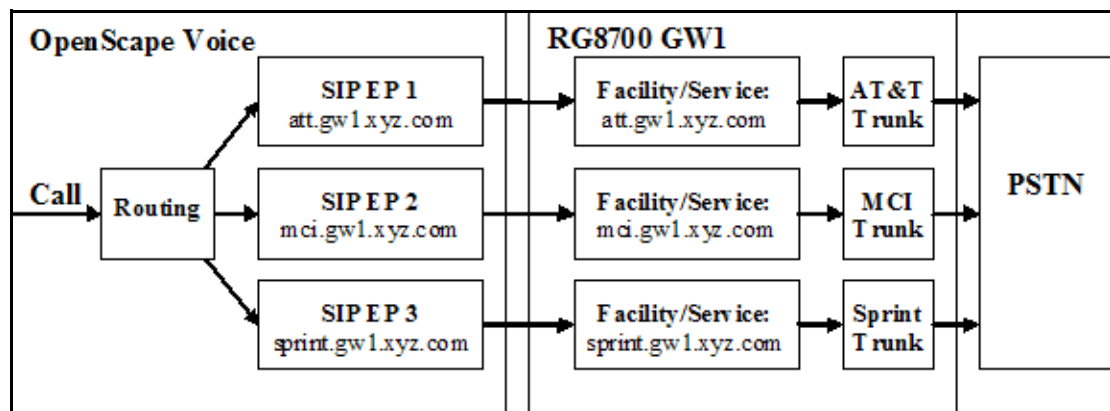 OpenScape Voice
RG8700 GW1
SIP EP 1
att.gw1.xyz.com
Facility/Service:
att.gw1.xyz.com
AT&T
Trunk
Call
Routing
SIP EP 2
mci.gw1.xyz.com
Facility/Service:
mci.gw1.xyz.com
MCI
Trunk
PSTN
SIP EP 3
sprint.gw1.xyz.com
Facility/Service:
sprint.gw1.xyz.com
Sprint
Trunk